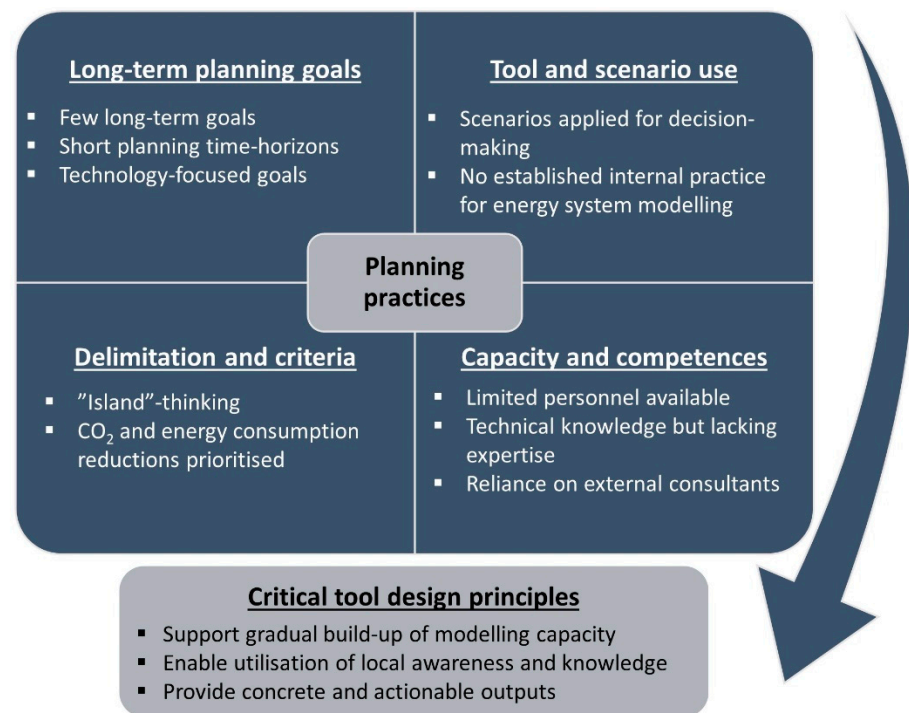 Long-term planning goals
▪ Few long-term goals
▪ Short planning time-horizons
▪ Technology-focused goals
Tool and scenario use
▪ Scenarios applied for decision-
making
▪ No established internal practice
for energy system modelling
Planning
practices
Delimitation and criteria
▪ ”Island”-thinking
▪ CO₂ and energy consumption
reductions prioritised
Capacity and competences
▪ Limited personnel available
▪ Technical knowledge but lacking
expertise
▪ Reliance on external consultants
Critical tool design principles
▪ Support gradual build-up of modelling capacity
▪ Enable utilisation of local awareness and knowledge
▪ Provide concrete and actionable outputs